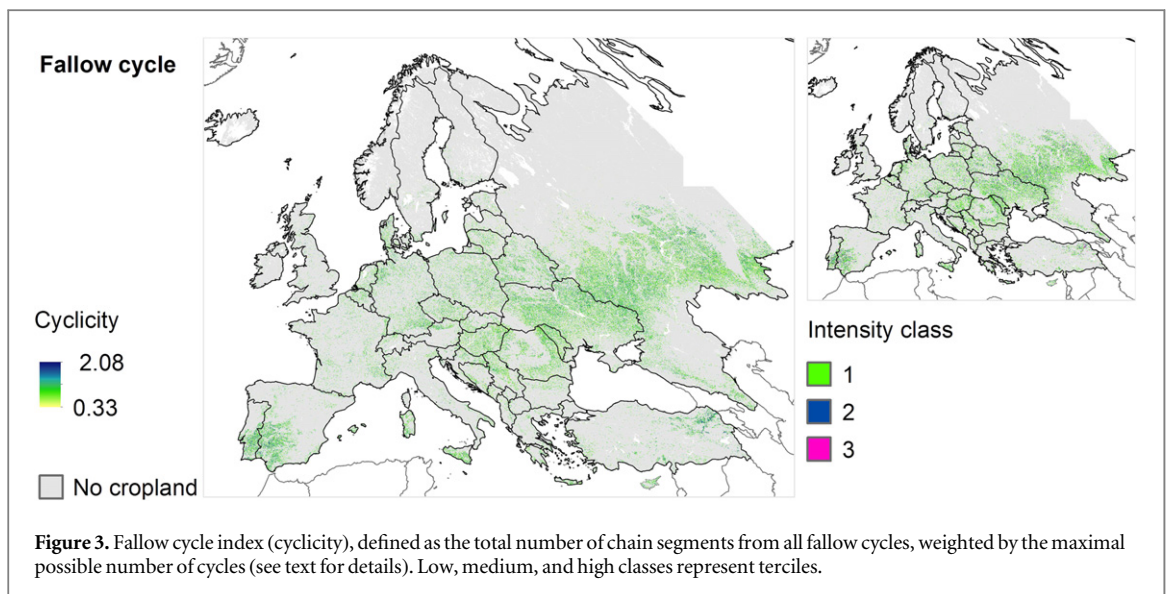 Fallow cycle
Cyclicity
2.08
0.33
No cropland
Intensity class
1
2
3
Figure 3. Fallow cycle index (cyclicity), defined as the total number of chain segments from all fallow cycles, weighted by the maximal
possible number of cycles (see text for details). Low, medium, and high classes represent terciles.